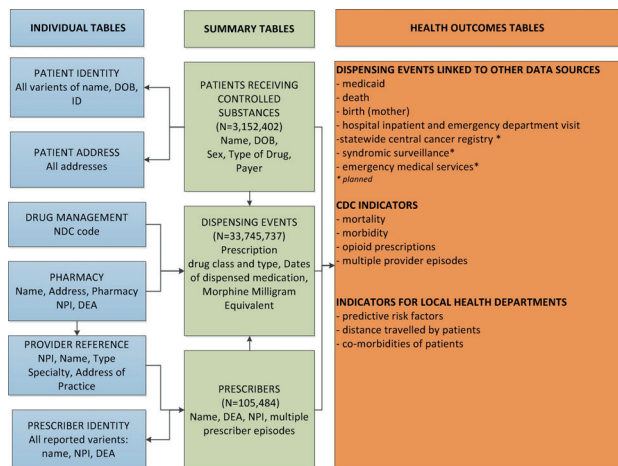 INDIVIDUAL TABLES
PATIENT IDENTITY
All varients of name, DOB,
ID
PATIENT ADDRESS
All addresses
DRUG MANAGEMENT
NDC code
PHARMACY
Name, Address, Pharmacy
NPI, DEA
PROVIDER REFERENCE
NPI, Name, Type
Specialty, Address of
Practice
PRESCRIBER IDENTITY
All reported varients:
name, NPI, DEA
SUMMARY TABLES
PATIENTS RECEIVING
CONTROLLED
SUBSTANCES
(N=3,152,402)
Name, DOB,
Sex, Type of Drug,
Payer
DISPENSING EVENTS
(N=33,745,737)
Prescription
drug class and type, Dates
of dispensed medication,
Morphine Milligram
Equivalent
PRESCRIBERS
(N=105,484)
Name, DEA, NPI, multiple
prescriber episodes
HEALTH OUTCOMES TABLES
DISPENSING EVENTS LINKED TO OTHER DATA SOURCES
- medicaid
- death
- birth (mother)
- hospital inpatient and emergency department visit
-statewide central cancer registry *
- syndromic surveillance*
- emergency medical services*
* planned
CDC INDICATORS
- mortality
- morbidity
- opioid prescriptions
- multiple provider episodes
INDICATORS FOR LOCAL HEALTH DEPARTMENTS
- predictive risk factors
- distance travelled by patients
- co-morbidities of patients